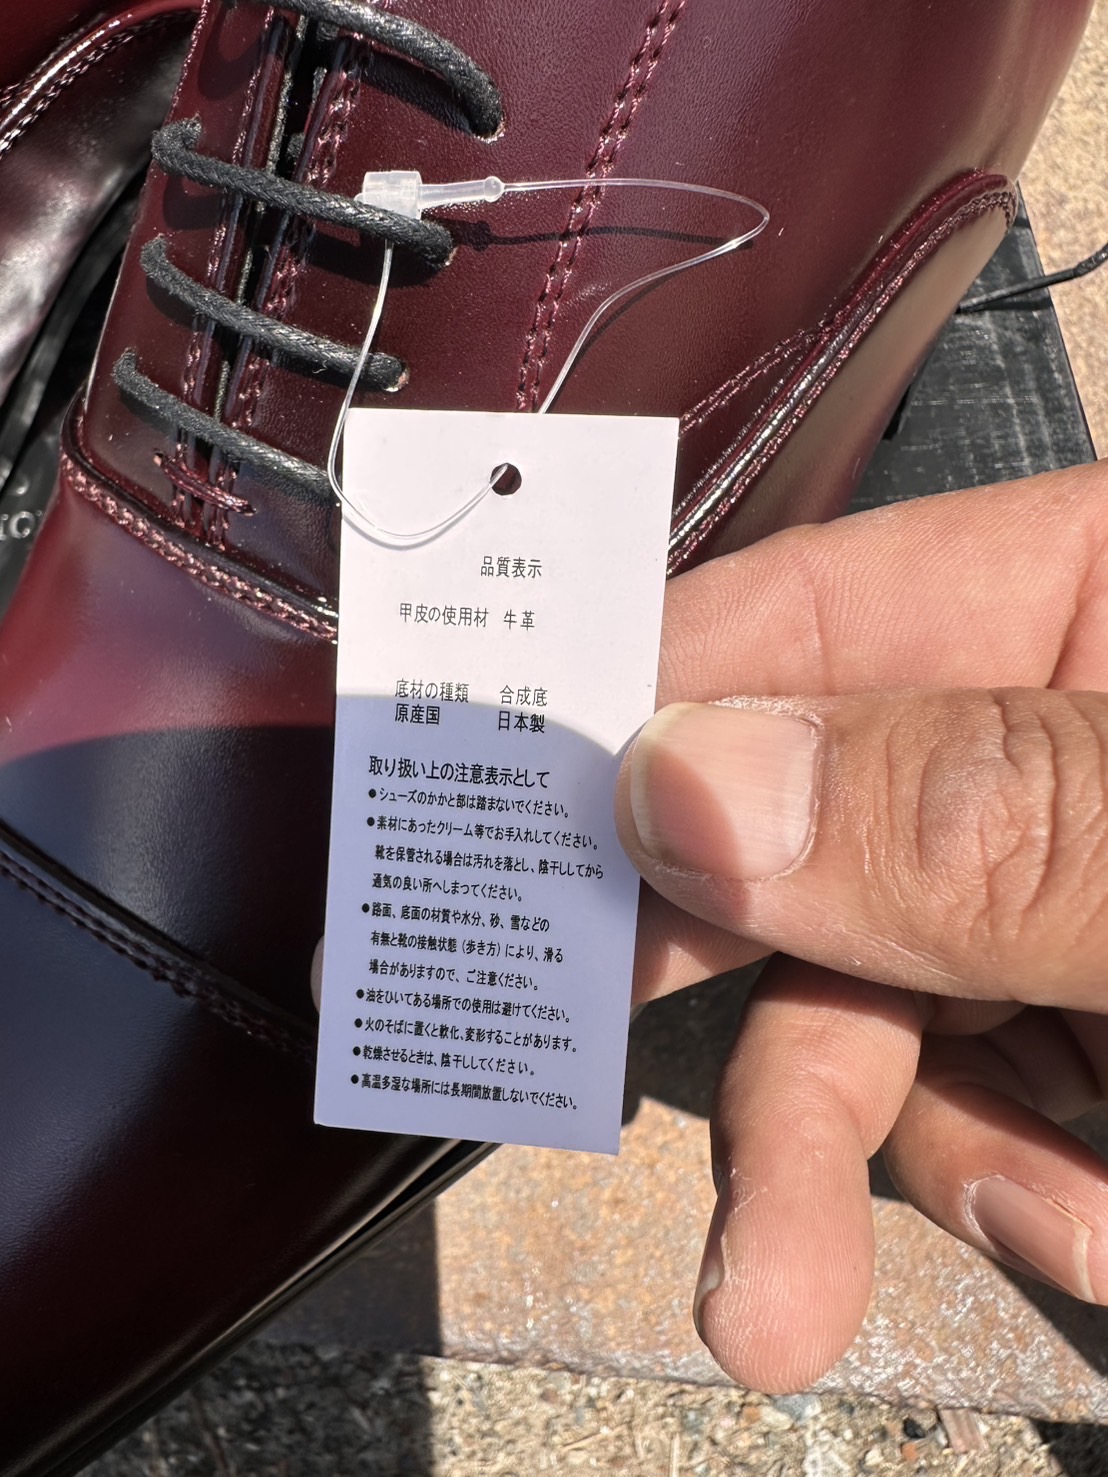 品質表示
甲皮の使用材 牛革
底材の種類 合成底
原産国 日本製
取り扱い上の注意表示として
●シューズのかかと部は踏まないでください。
●素材にあったクリーム等でお手入れしてください。
靴を保管される場合は汚れを落とし、陰干ししてから
通気の良い所へしまつてください。
●路面、底面の材質や水分、砂、雪などの
有無と靴の接触状態（歩き方）により、滑る
場合がありますので、ご注意ください。
●油をひいてある場所での使用は避けてください。
●火のそばに置くと軟化、変形することがあります。
●乾燥させるときは、陰干ししてください。
●高温多湿な場所には長期間放置しないでください。